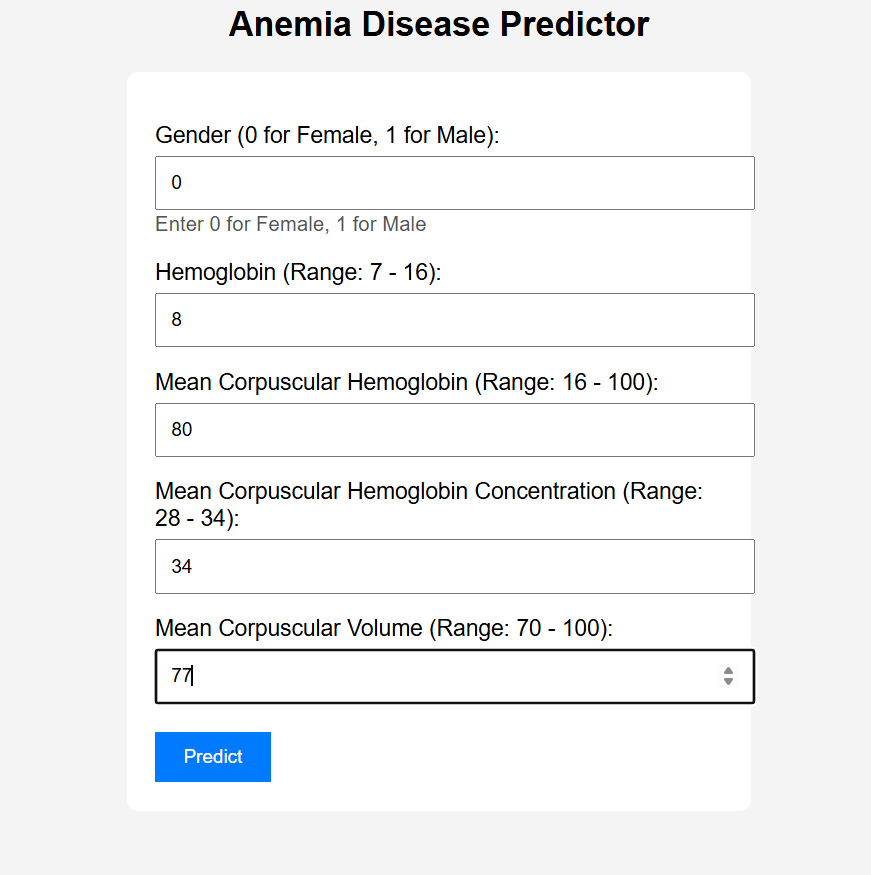 Anemia Disease Predictor
Gender (0 for Female, 1 for Male):
0
Enter 0 for Female, 1 for Male
Hemoglobin (Range: 7 - 16):
8
Mean Corpuscular Hemoglobin (Range: 16 - 100):
80
Mean Corpuscular Hemoglobin Concentration (Range:
28 - 34):
34
Mean Corpuscular Volume (Range: 70 - 100):
77
Predict